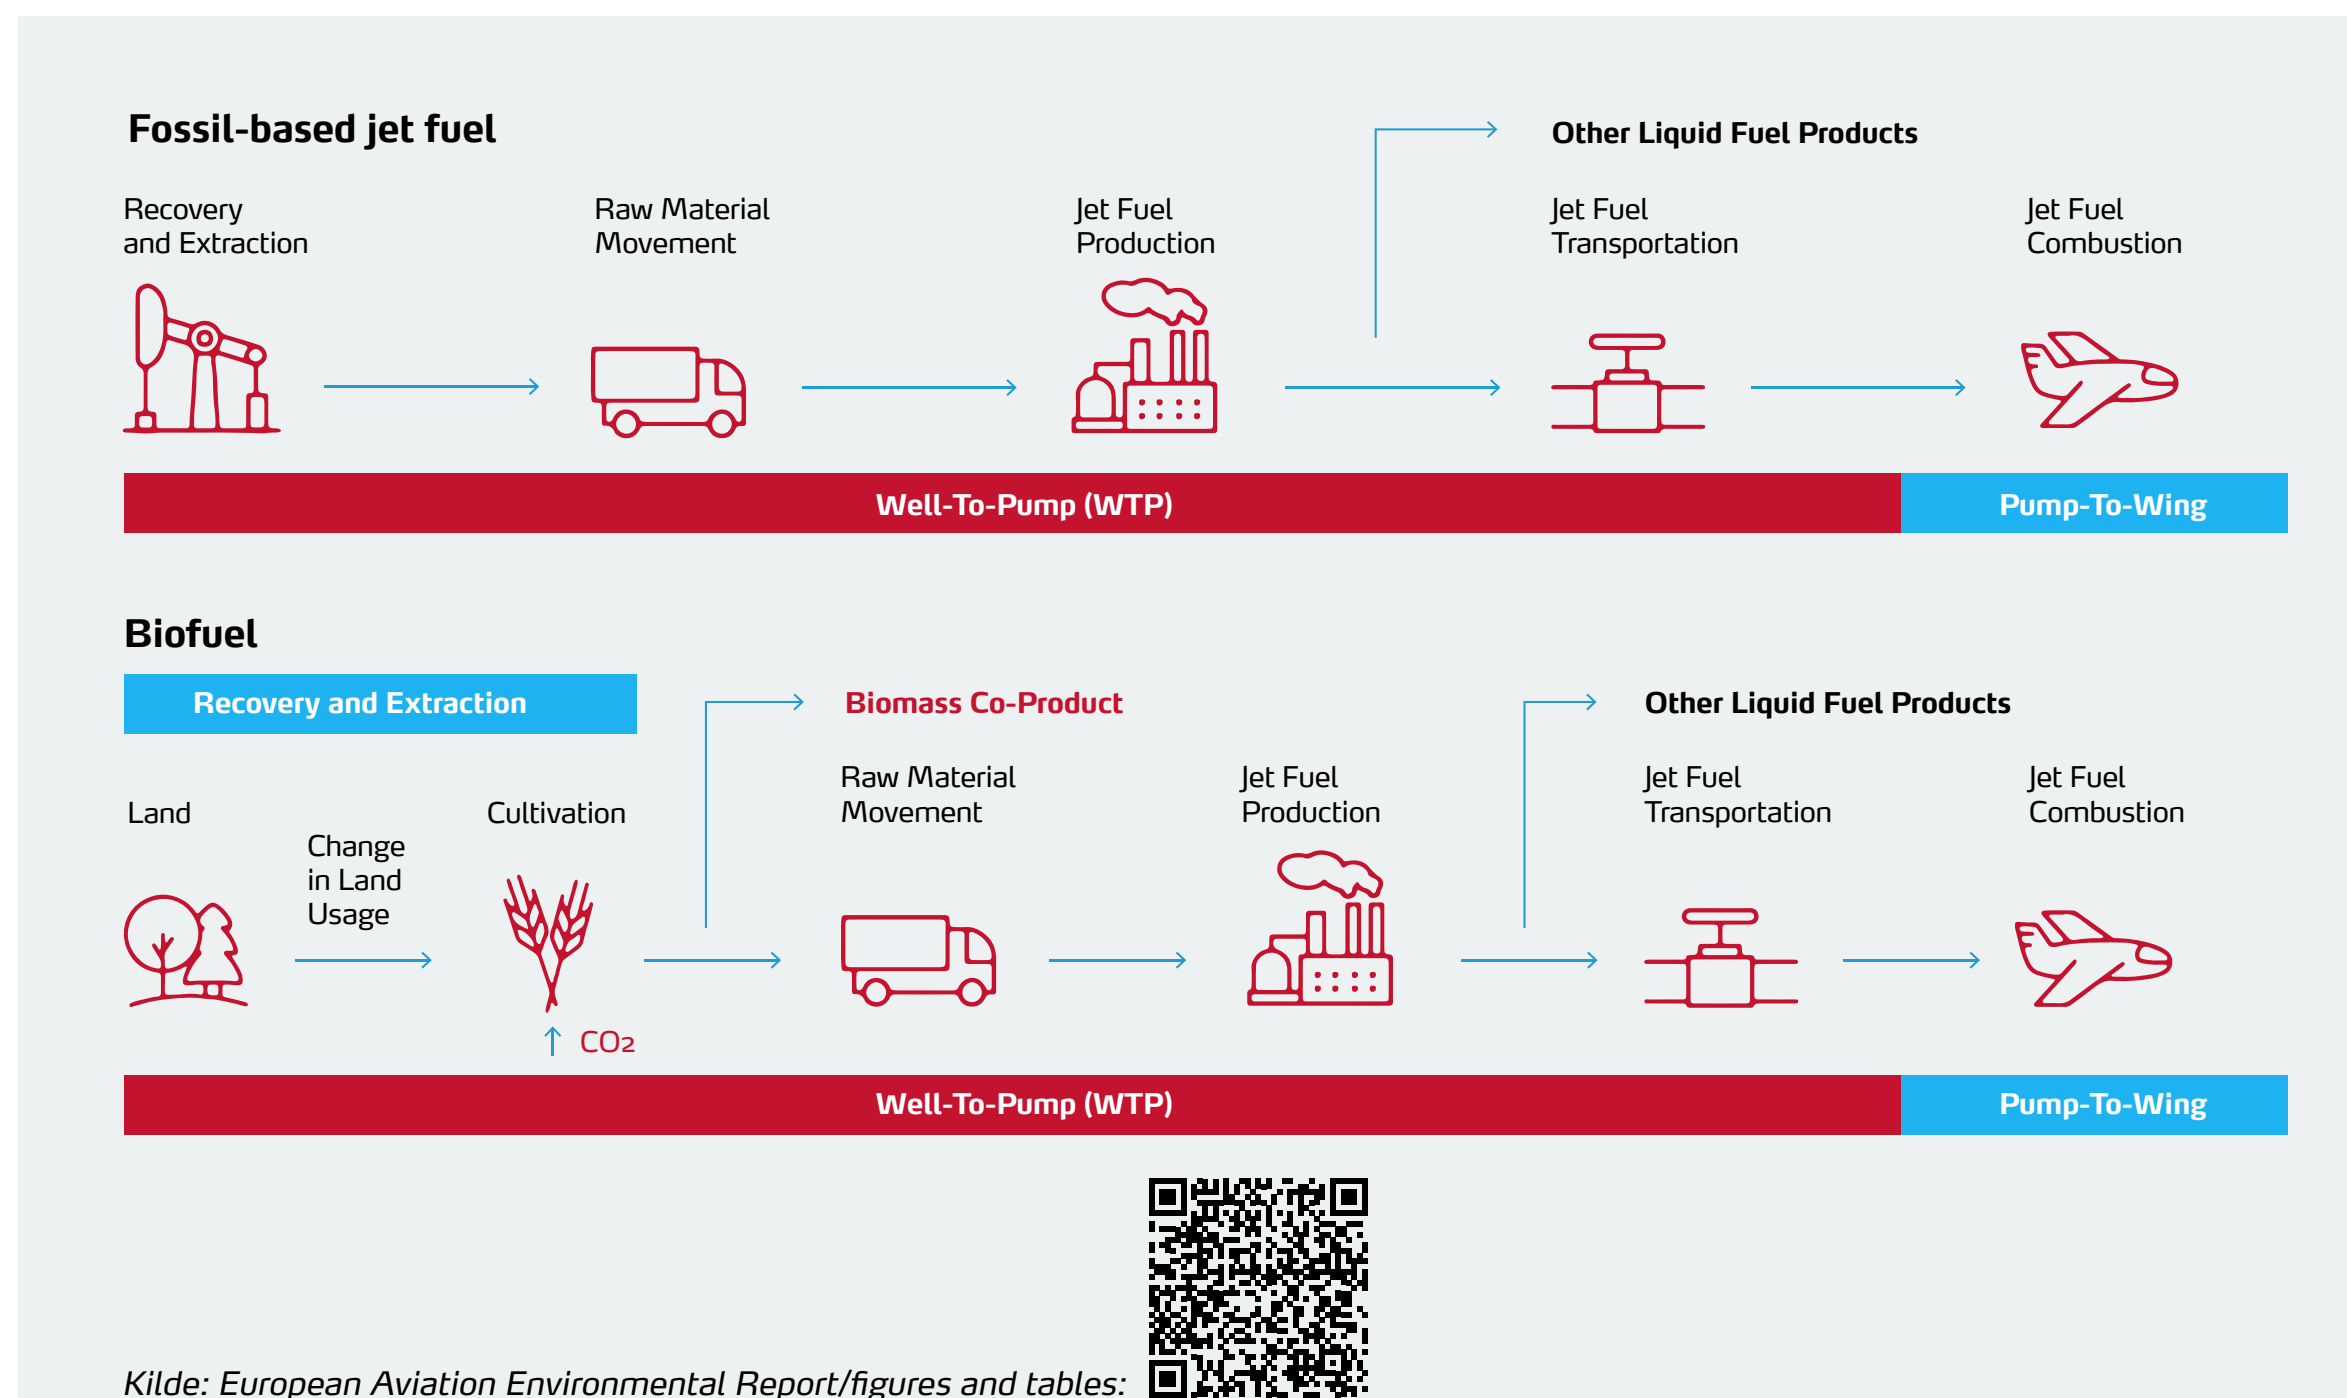 Fossil-based jet fuel
Other Liquid Fuel Products
Recovery
and Extraction
Raw Material
Movement
Jet Fuel
Production
Jet Fuel
Transportation
Jet Fuel
Combustion
Well-To-Pump (WTP)
Pump-To-Wing
Biofuel
Recovery and Extraction
Biomass Co-Product
Other Liquid Fuel Products
Land
Change
in Land
Usage
Cultivation
CO2
Raw Material
Movement
Jet Fuel
Production
Jet Fuel
Transportation
Jet Fuel
Combustion
Well-To-Pump (WTP)
Pump-To-Wing
Kilde: European Aviation Environmental Report/figures and tables: